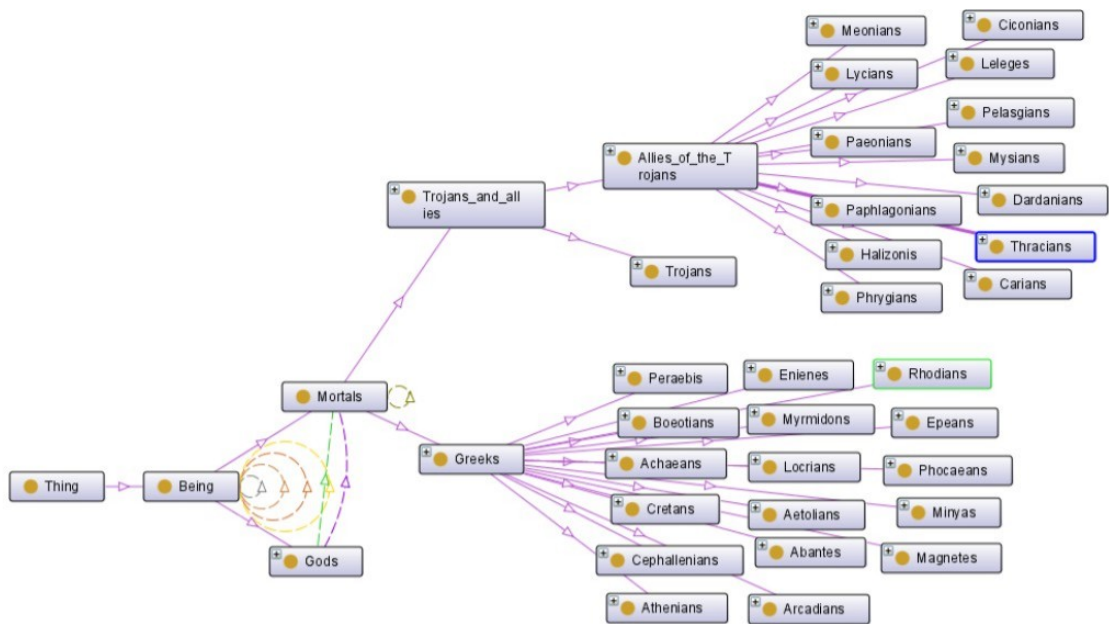 Meonians
Ciconians
Lycians
Leleges
Pelasgians
Paeonians
Mysians
Allies_of_the_T
rojans
Trojans_and_all
ies
Dardanians
Paphlagonians
Thracians
Halizonis
Trojans
Carians
Phrygians
Peraebis
Enienes
Rhodians
Mortals
Boeotians
Myrmidons
Epeans
Greeks
Achaeans
Locrians
Phocaeans
Thing
Being
Cretans
Aetolians
Minyas
Gods
Cephallenians
Abantes
Magnetes
Athenians
Arcadians